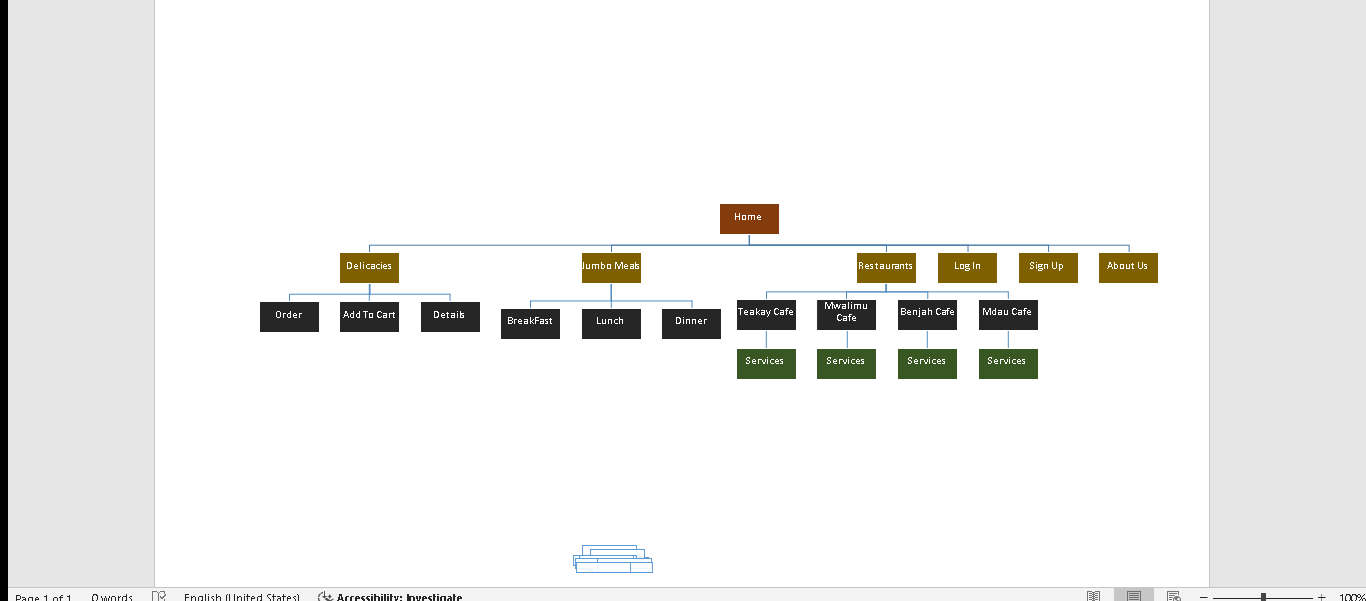 Home
Delicacies
Jumbo Meals
Restaurants
Log In
Sign Up
About Us
Order
Add To Cart
Details
BreakFast
Lunch
Dinner
Teakay Cafe
Mwalimu
Cafe
Benjah Cafe
Mdau Cafe
Services
Services
Services
Services
Page 1 of 1
0 words
English (United States)
Accessibility: Investigate
100%